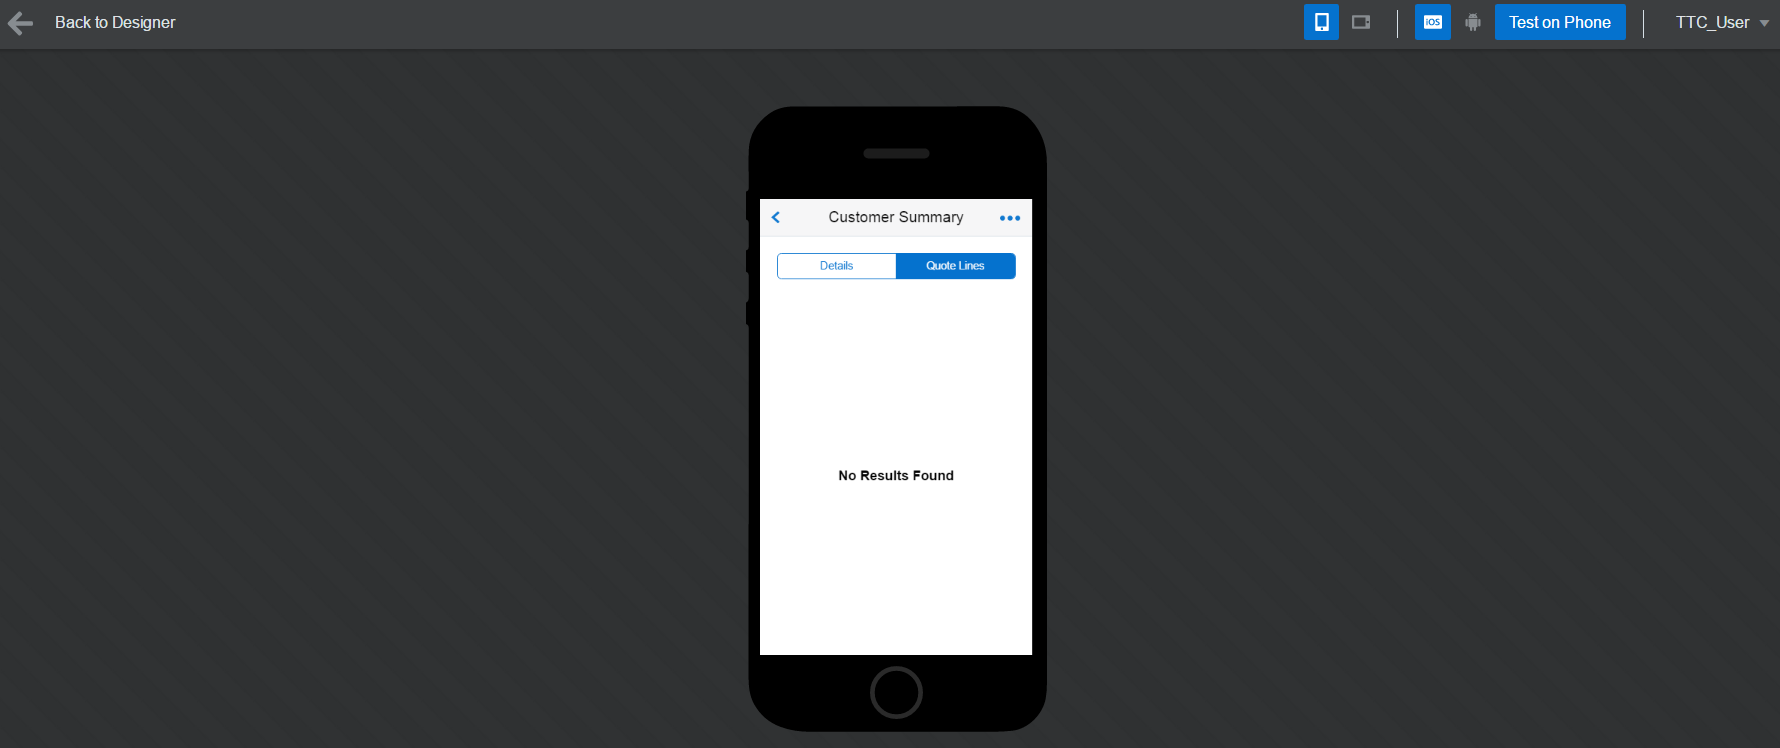 Back to Designer
iOS
Test on Phone
TTC_User
Customer Summary
Details
Quote Lines
No Results Found